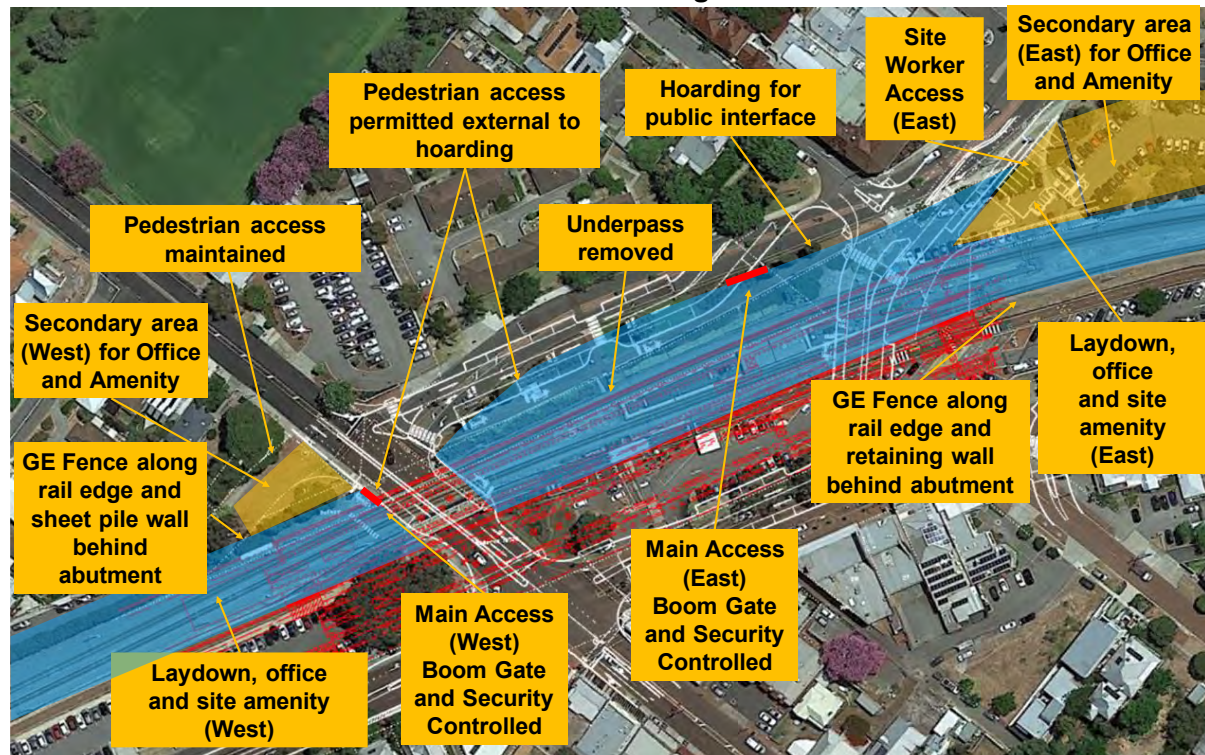 Site
Worker
Access
(East)
Secondary area
(East) for Office
and Amenity
Pedestrian access
permitted external to
hoarding
Hoarding for
public interface
Pedestrian access
maintained
Underpass
removed
Secondary area
(West) for Office
and Amenity
Laydown,
office
and site
amenity
(East)
GE Fence along
rail edge and
retaining wall
behind abutment
GE Fence along
rail edge and
sheet pile wall
behind
abutment
Main Access
(East)
Boom Gate
and Security
Controlled
Main Access
(West)
Boom Gate
and Security
Controlled
Laydown, office
and site amenity
(West)